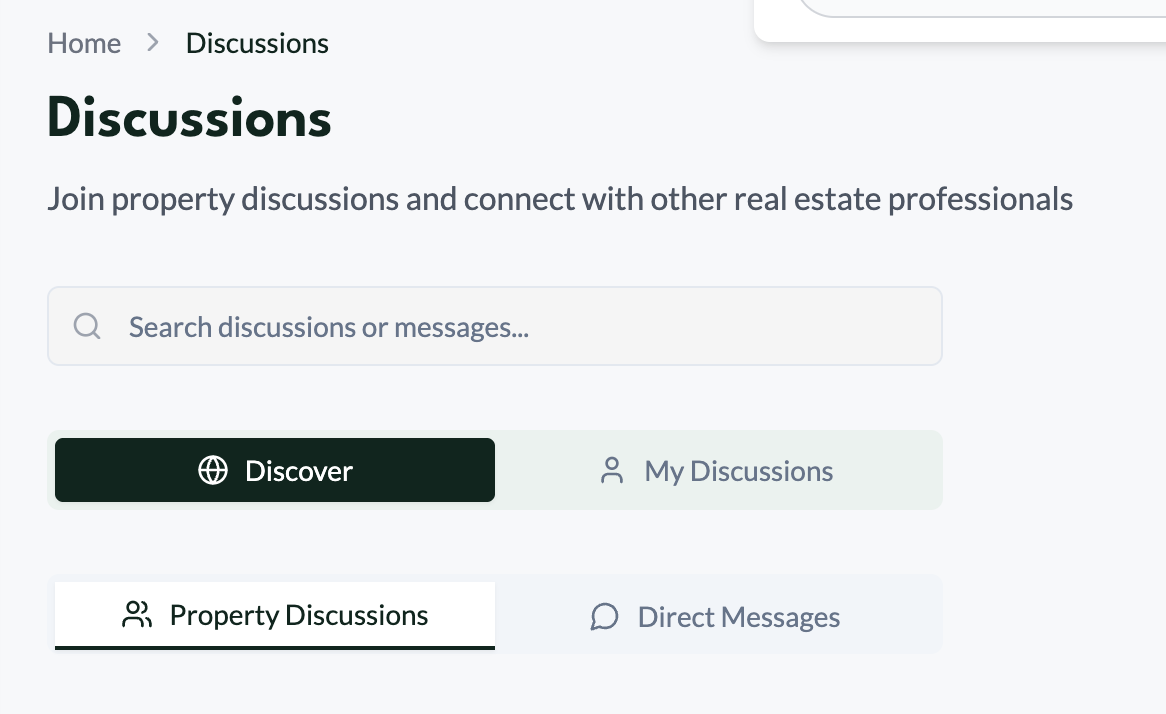 Home > Discussions
Discussions
Join property discussions and connect with other real estate professionals
Search discussions or messages...
Discover
My Discussions
Property Discussions
Direct Messages